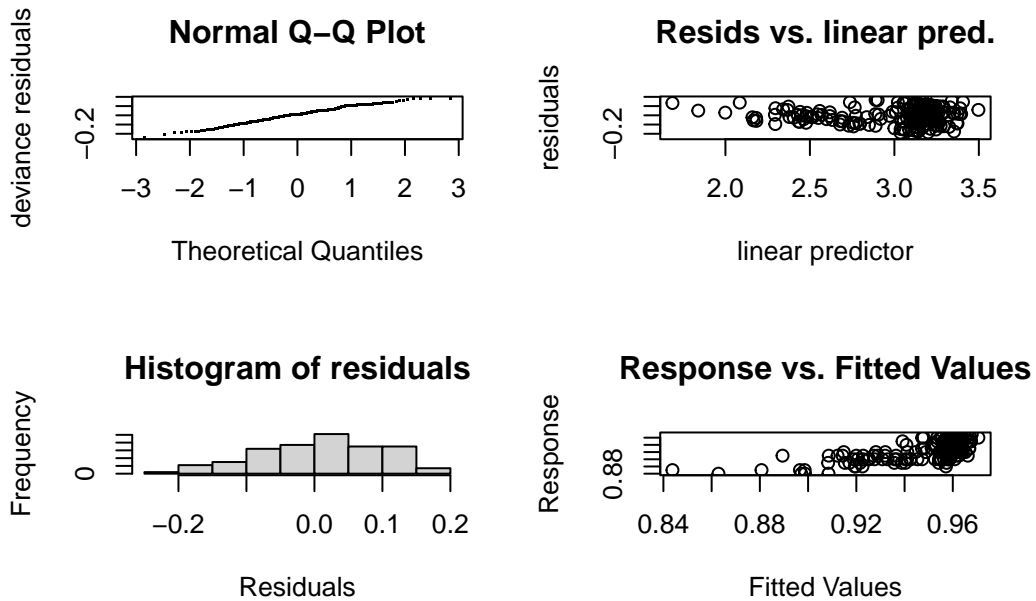 Normal Q−Q Plot
deviance residuals
−0.2
−3 −2 −1 0 1 2 3
Theoretical Quantiles
Resids vs. linear pred.
residuals
−0.2
2.0 2.5 3.0 3.5
linear predictor
Histogram of residuals
Frequency
0
−0.2 0.0 0.1 0.2
Residuals
Response vs. Fitted Values
Response
0.88
0.84 0.88 0.92 0.96
Fitted Values